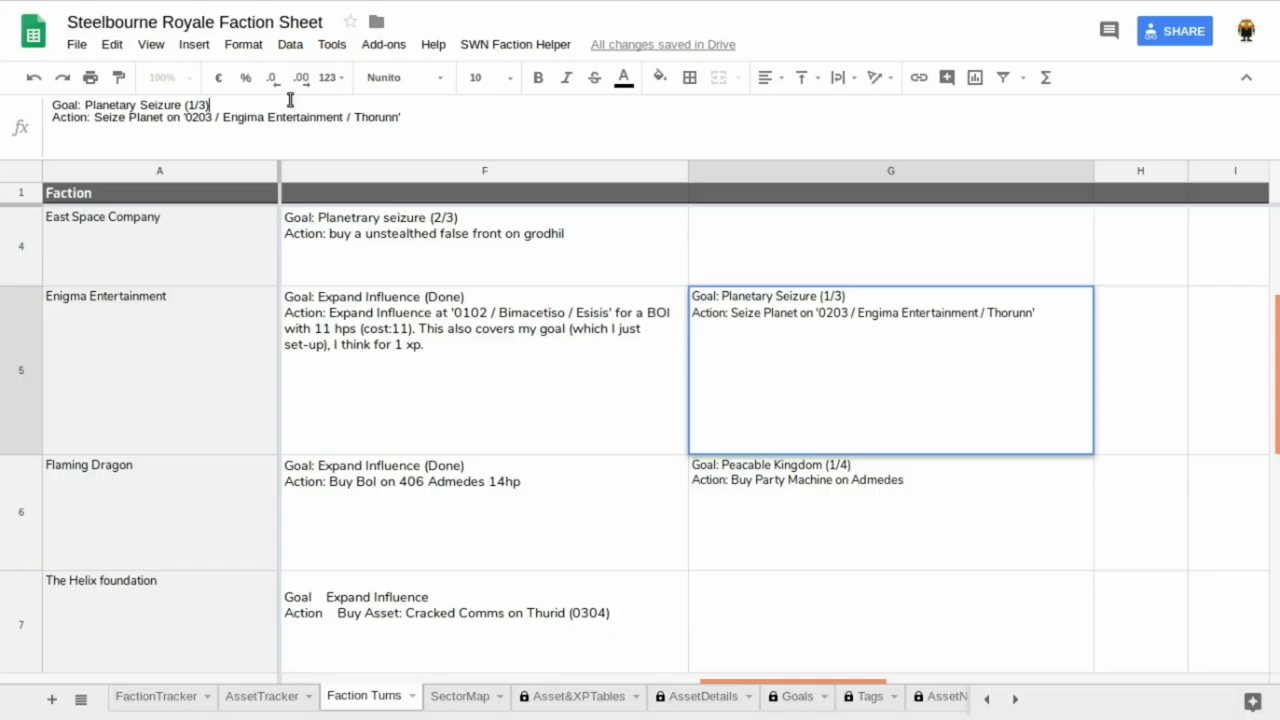 Steelbourne Royale Faction Sheet
File Edit View Insert Format Data Tools Add-ons Help SWN Faction Helper All changes saved in Drive
SHARE
100% € % .0 .00 123 Nunito 10 B I S A
fx
Goal: Planetary Seizure (1/3)
Action: Seize Planet on '0203 / Engima Entertainment / Thorunn'
A F G H I
1 Faction
4 East Space Company
Goal: Planetrary seizure (2/3)
Action: buy a unstealthed false front on grodhil
5 Enigma Entertainment
Goal: Expand Influence (Done)
Action: Expand Influence at '0102 / Bimacetiso / Esisis' for a BOI
with 11 hps (cost:11). This also covers my goal (which I just
set-up), I think for 1 xp.
Goal: Planetary Seizure (1/3)
Action: Seize Planet on '0203 / Engima Entertainment / Thorunn'
6 Flaming Dragon
Goal: Expand Influence (Done)
Action: Buy BoI on 406 Admedes 14hp
Goal: Peacable Kingdom (1/4)
Action: Buy Party Machine on Admedes
7 The Helix foundation
Goal Expand Influence
Action Buy Asset: Cracked Comms on Thurid (0304)
FactionTracker AssetTracker Faction Turns SectorMap Asset&XPTables AssetDetails Goals Tags AssetN